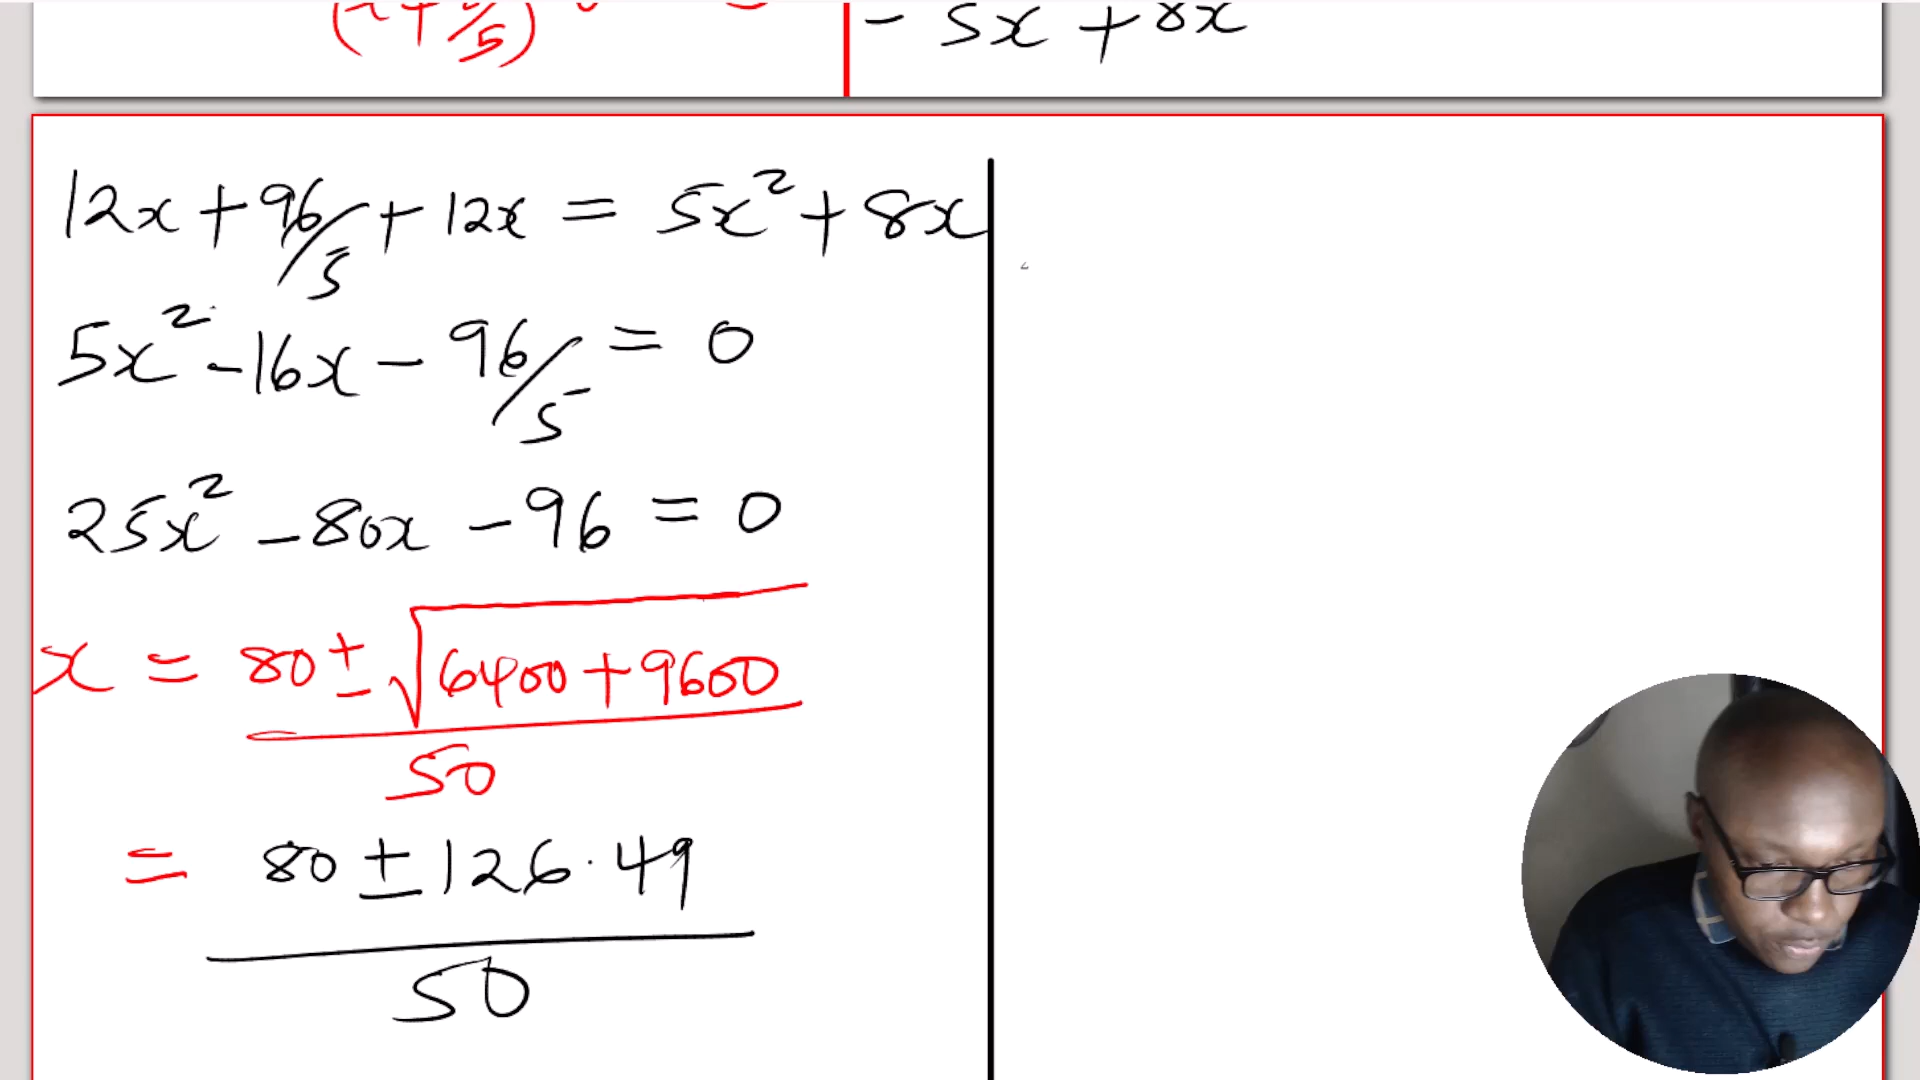 - 5x + 8x
12x + 96/5 + 12x = 5x² + 8x
5x² - 16x - 96/5 = 0
25x² - 80x - 96 = 0
x = 80 ± √6400 + 9600
50
= 80 ± 126.49
50